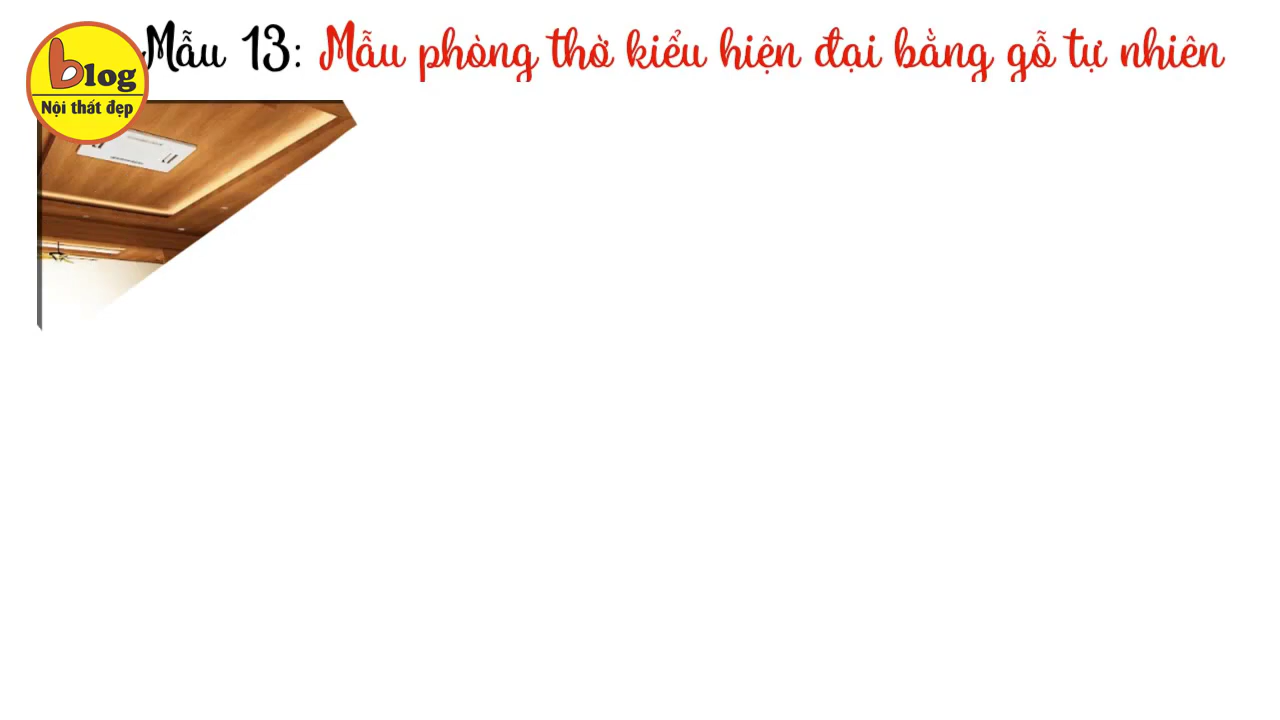 Mẫu 13: Mẫu phòng thờ kiểu hiện đại bằng gỗ tự nhiên
blog
Nội thất đẹp